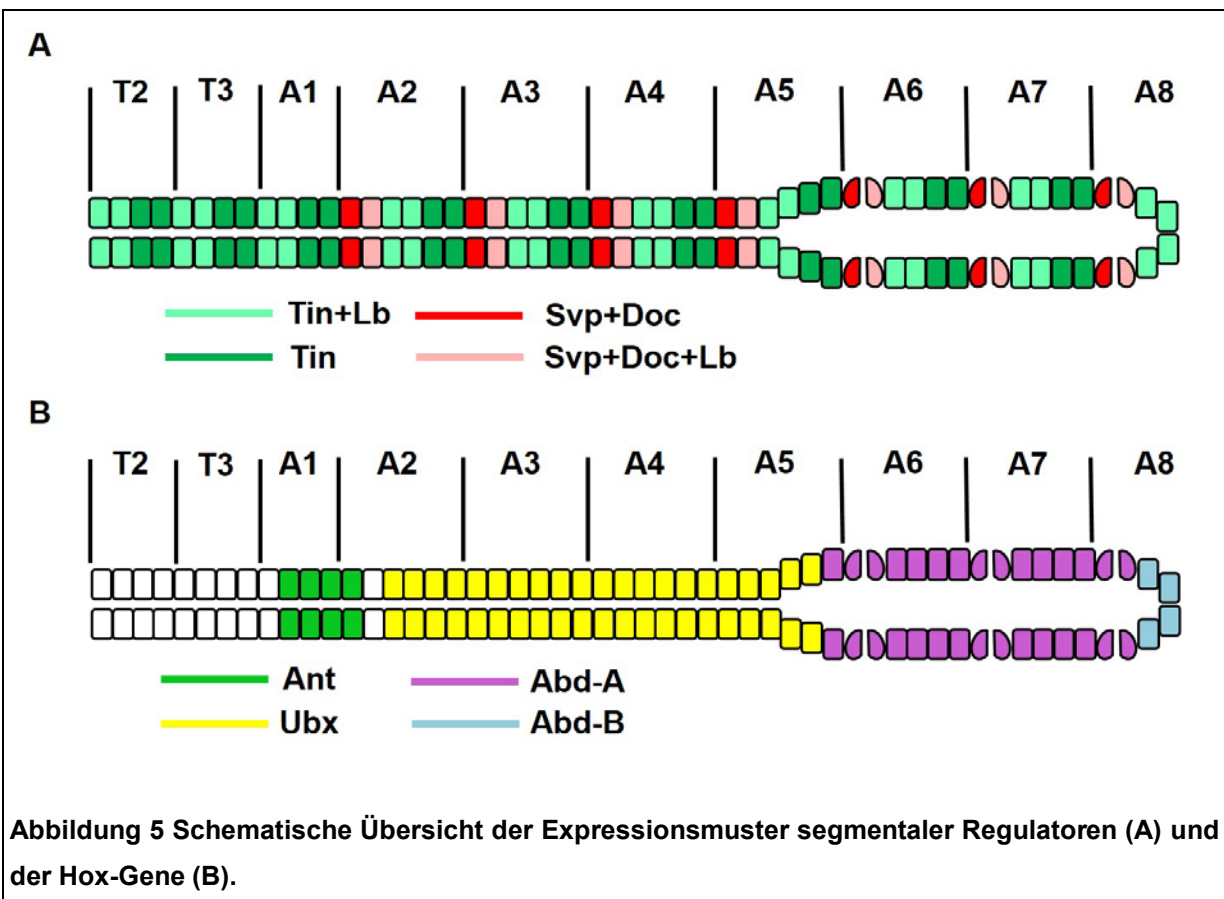 A
T2 T3 A1 A2 A3 A4 A5 A6 A7 A8
Tin+Lb Svp+Doc
Tin Svp+Doc+Lb
B
T2 T3 A1 A2 A3 A4 A5 A6 A7 A8
Ant Abd-A
Ubx Abd-B
Abbildung 5 Schematische Übersicht der Expressionsmuster segmentaler Regulatoren (A) und
der Hox-Gene (B).